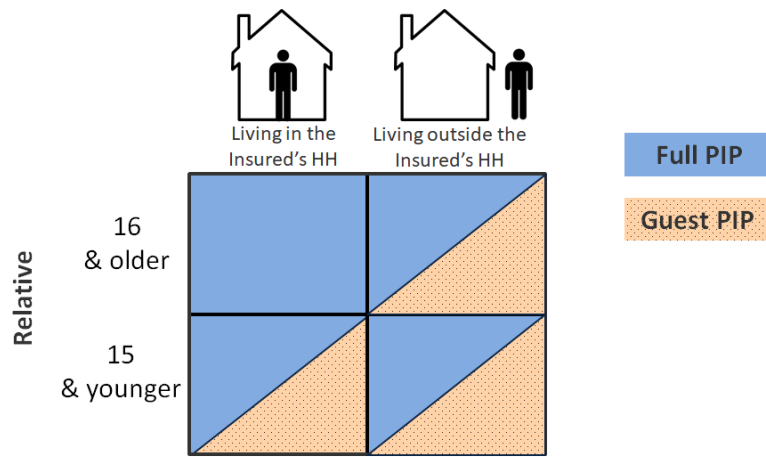 Living in the
Insured's HH
Living outside the
Insured's HH
Full PIP
Guest PIP
Relative
16
& older
15
& younger